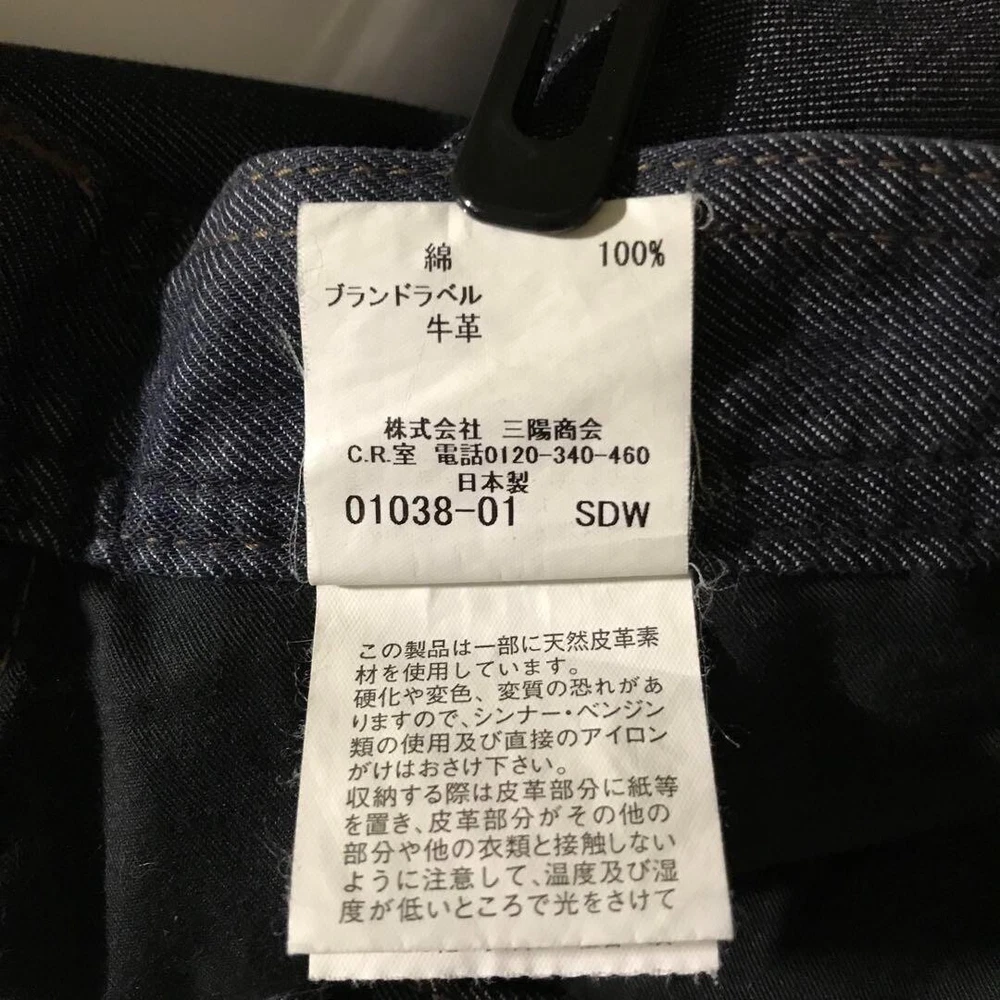 綿 100%
ブランドラベル
牛革
株式会社 三陽商会
C.R.室 電話0120-340-460
日本製
01038-01 SDW
この製品は一部に天然皮革素
材を使用しています。
硬化や変色、変質の恐れがあ
りますので、シンナー・ベンジン
類の使用及び直接のアイロン
がけはおさけ下さい。
収納する際は皮革部分に紙等
を置き、皮革部分がその他の
部分や他の衣類と接触しない
ように注意して、温度及び湿
度が低いところで光をさけて